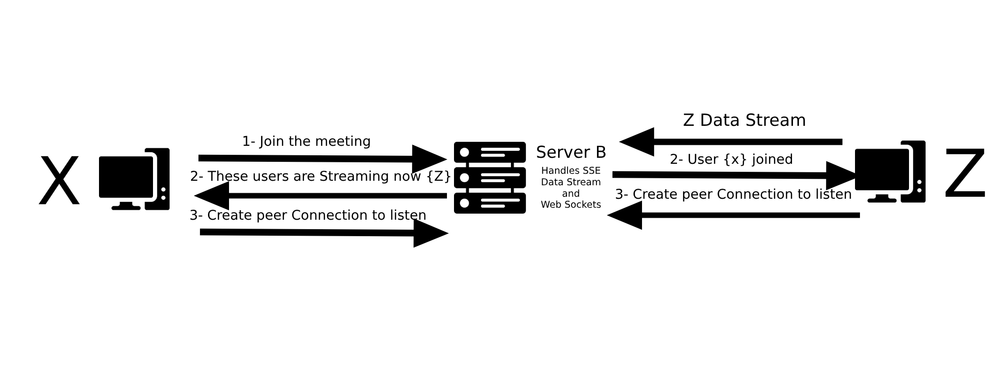 X
1- Join the meeting
2- These users are Streaming now {Z}
3- Create peer Connection to listen
Server B
Handles SSE
Data Stream
and
Web Sockets
Z Data Stream
2- User {x} joined
3- Create peer Connection to listen
Z